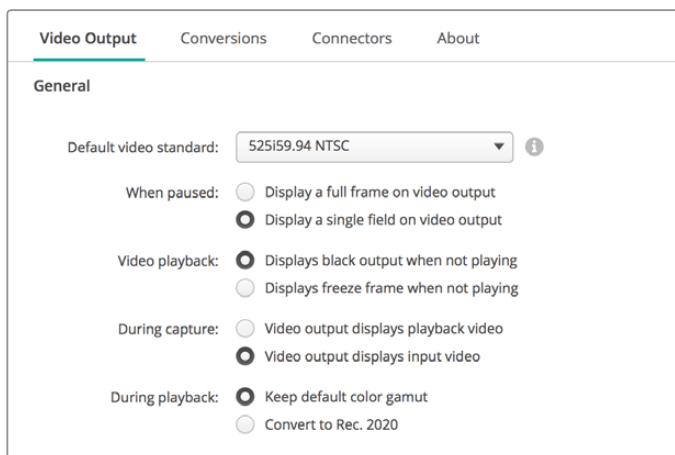 Video Output Conversions Connectors About
General
Default video standard: 525i59.94 NTSC
When paused: Display a full frame on video output
Display a single field on video output
Video playback: Displays black output when not playing
Displays freeze frame when not playing
During capture: Video output displays playback video
Video output displays input video
During playback: Keep default color gamut
Convert to Rec. 2020